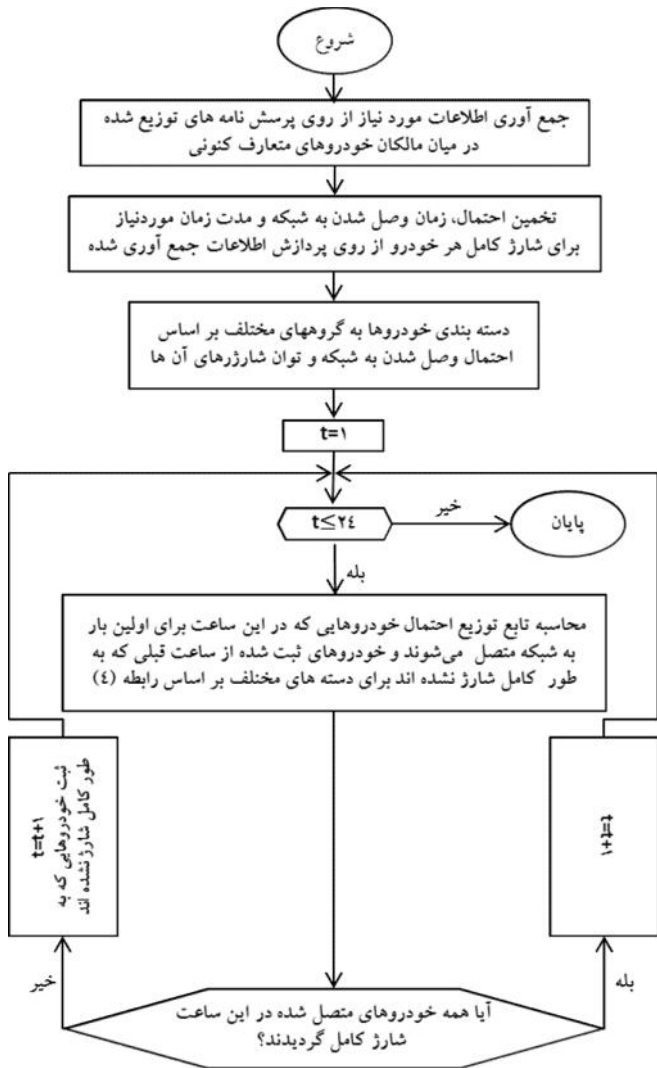 شروع
جمع آوری اطلاعات مورد نیاز از روی پرسش نامه های توزیع شده
در میان مالکان خودروهای متعارف کنونی
تخمین احتمال، زمان وصل شدن به شبکه و مدت زمان موردنیاز
برای شارژ کامل هر خودرو از روی پردازش اطلاعات جمع آوری شده
دسته بندی خودروها به گروههای مختلف بر اساس
احتمال وصل شدن به شبکه و توان شارژرهای آن ها
t=۱
t≤۲٤
خیر
پایان
بله
محاسبه تابع توزیع احتمال خودروهایی که در این ساعت برای اولین بار
به شبکه متصل می‌شوند و خودروهای ثبت شده از ساعت قبلی که به
طور کامل شارژ نشده اند برای دسته های مختلف بر اساس رابطه (٤)
t=t+۱
ثبت خودروهایی که به
طور کامل شارژ نشده اند
t=t+۱
خیر
بله
آیا همه خودروهای متصل شده در این ساعت
شارژ کامل گردیدند؟